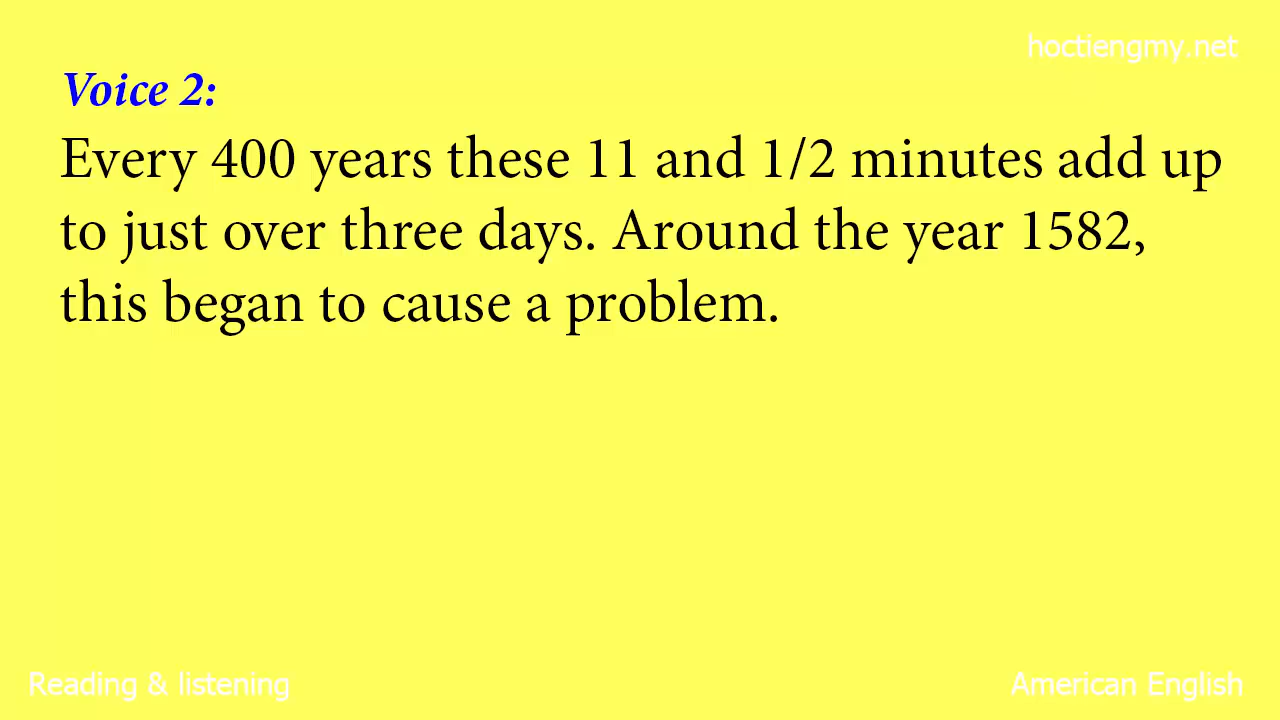 hoctiengmy.net
Voice 2:
Every 400 years these 11 and 1/2 minutes add up
to just over three days. Around the year 1582,
this began to cause a problem.
Reading & listening
American English